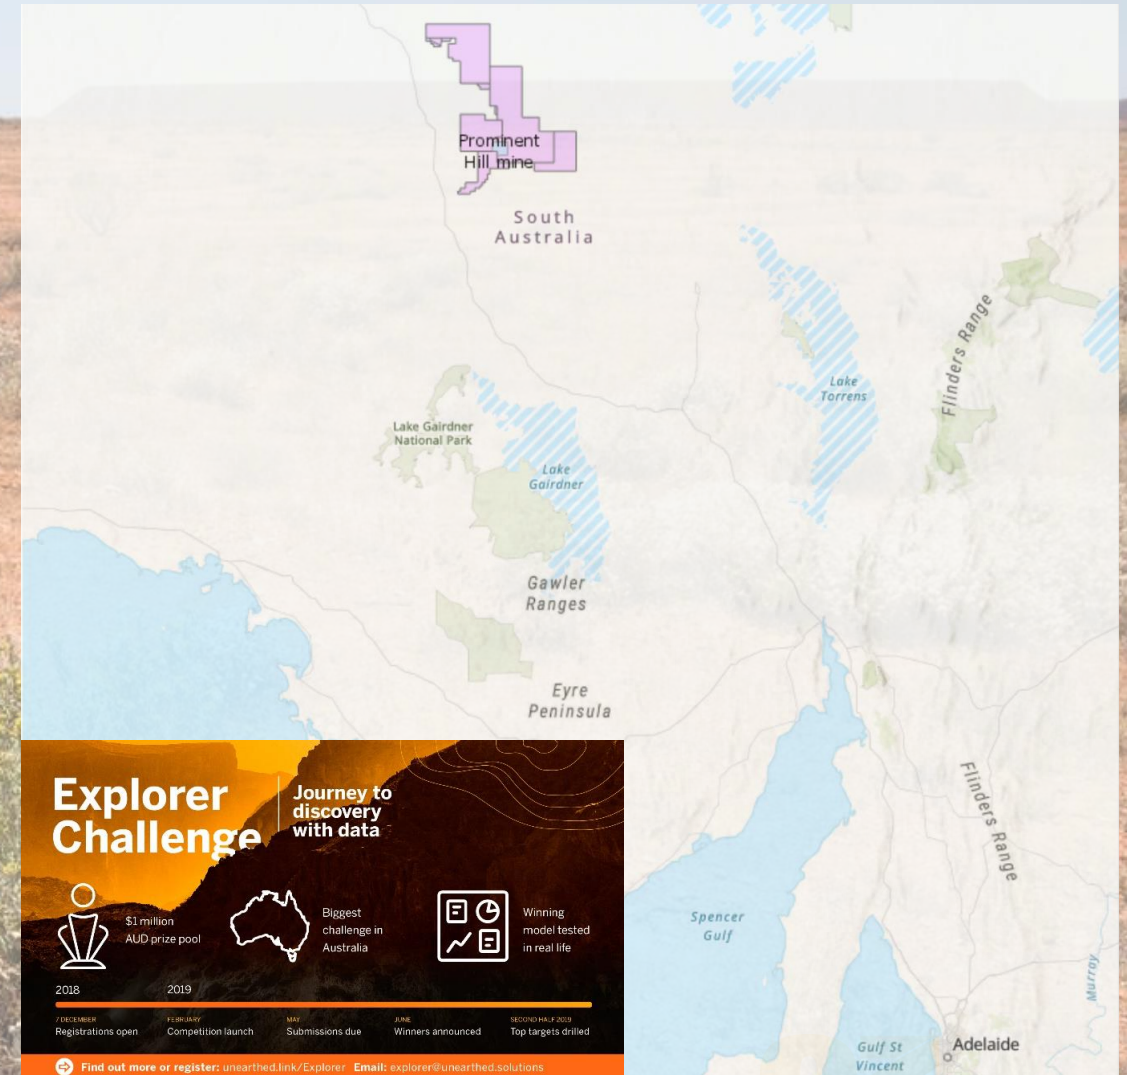 Prominent
Hill mine
South
Australia
Flinders Range
Lake
Torrens
Lake Gairdner
National Park
Lake
Gairdner
Gawler
Ranges
Eyre
Peninsula
Flinders Range
Spencer
Gulf
Murray
Adelaide
Gulf St
Vincent
Explorer
Challenge
Journey to
discovery
with data
$1 million
AUD prize pool
Biggest
challenge in
Australia
Winning
model tested
in real life
2018
2019
7 DECEMBER
Registrations open
FEBRUARY
Competition launch
MAY
Submissions due
JUNE
Winners announced
SECOND HALF 2019
Top targets drilled
Find out more or register: unearthed.link/Explorer Email: explorer@unearthed.solutions